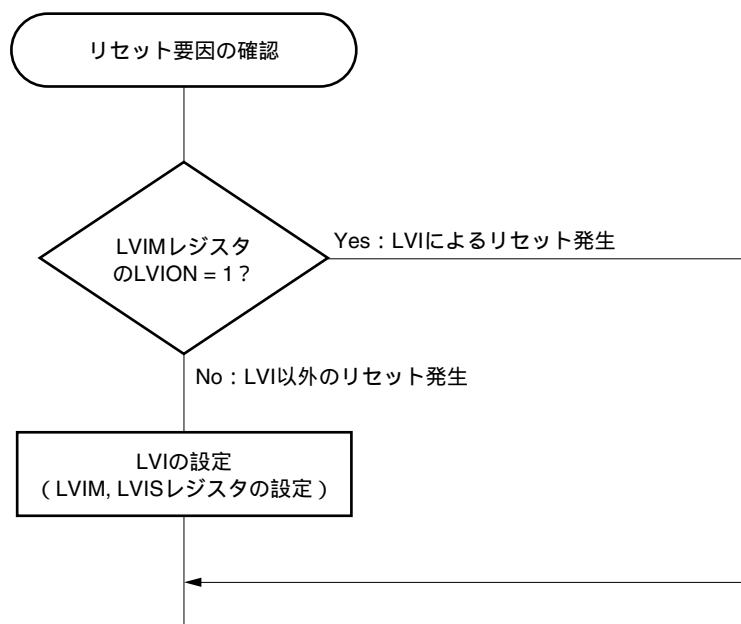 リセット要因の確認
LVIMレジスタ
のLVION = 1？
Yes：LVIによるリセット発生
No：LVI以外のリセット発生
LVIの設定
（LVIM, LVISレジスタの設定）